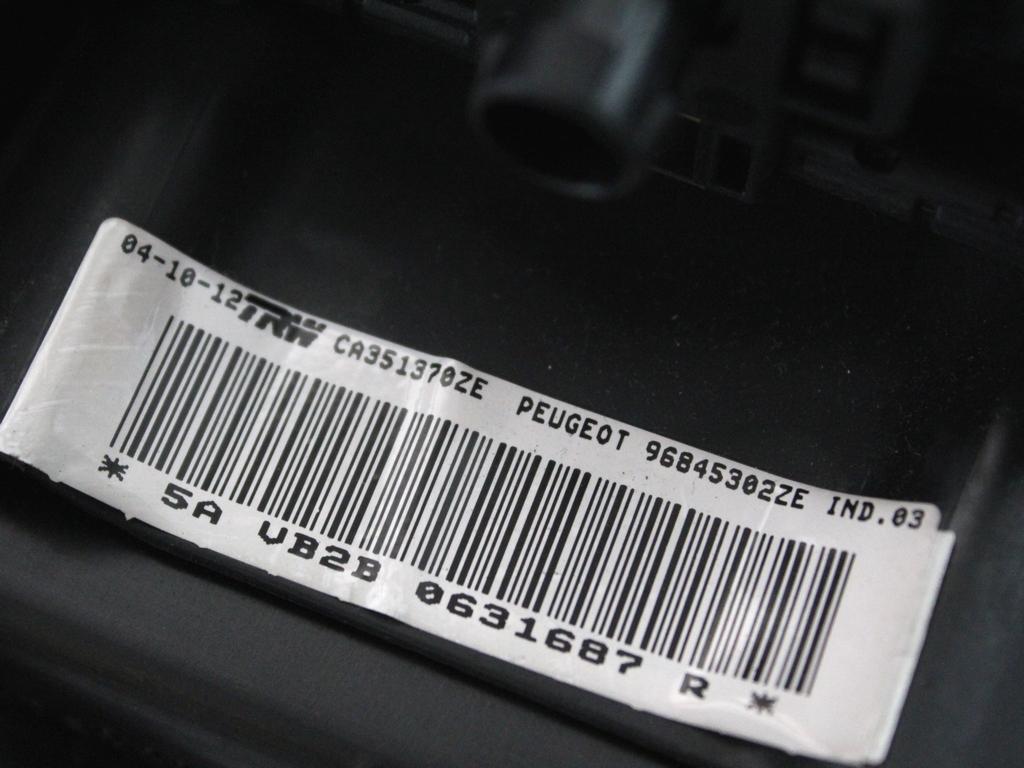 04-10-12 TRW CA351370ZE PEUGEOT 96845302ZE IND.03
* 5A VB2B 0631687 R *